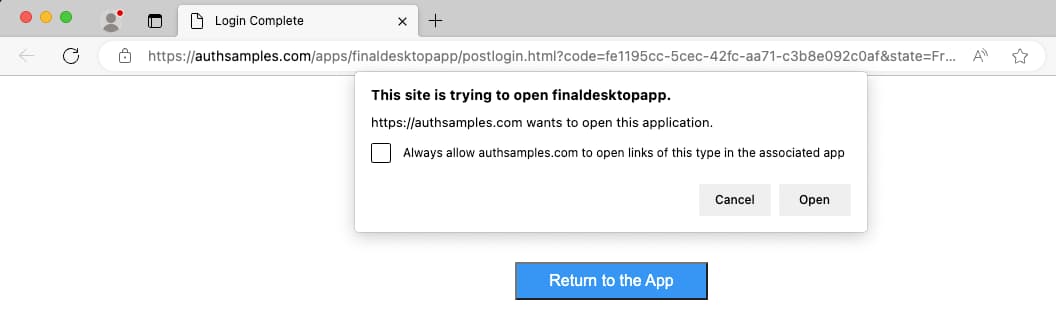 Login Complete
https://authsamples.com/apps/finaldesktopapp/postlogin.html?code=fe1195cc-5cec-42fc-aa71-c3b8e092c0af&state=Fr...
This site is trying to open finaldesktopapp.
https://authsamples.com wants to open this application.
Always allow authsamples.com to open links of this type in the associated app
Cancel Open
Return to the App